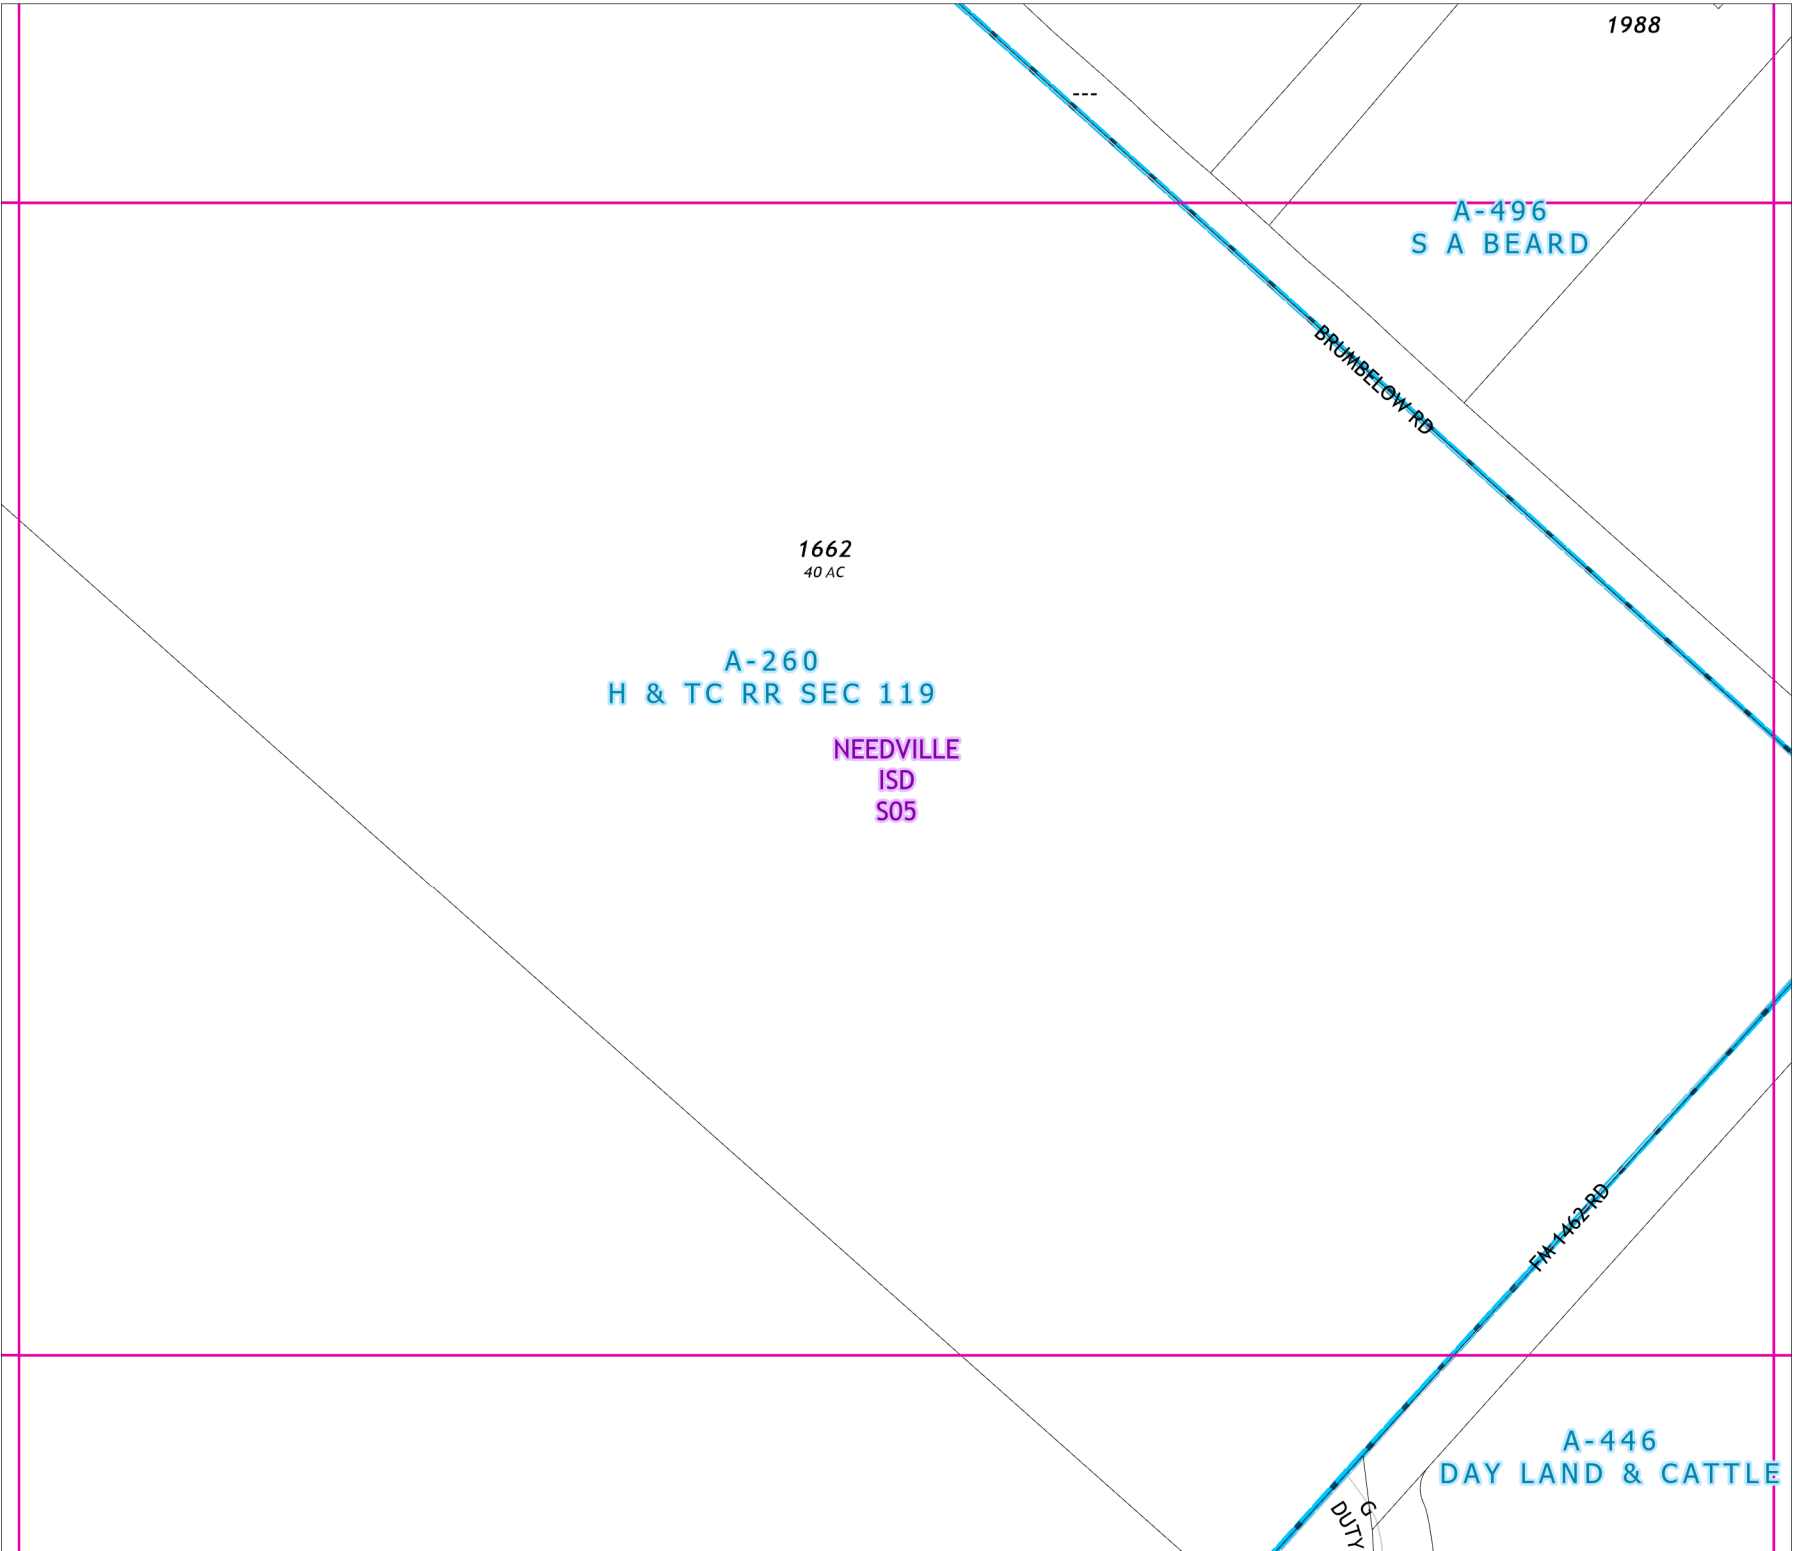 1988
---
A-496
S A BEARD
BRUMBELOW RD
1662
40 AC
A-260
H & TC RR SEC 119
NEEDVILLE
ISD
S05
FM 1462 RD
A-446
DAY LAND & CATTLE
G
DUTY